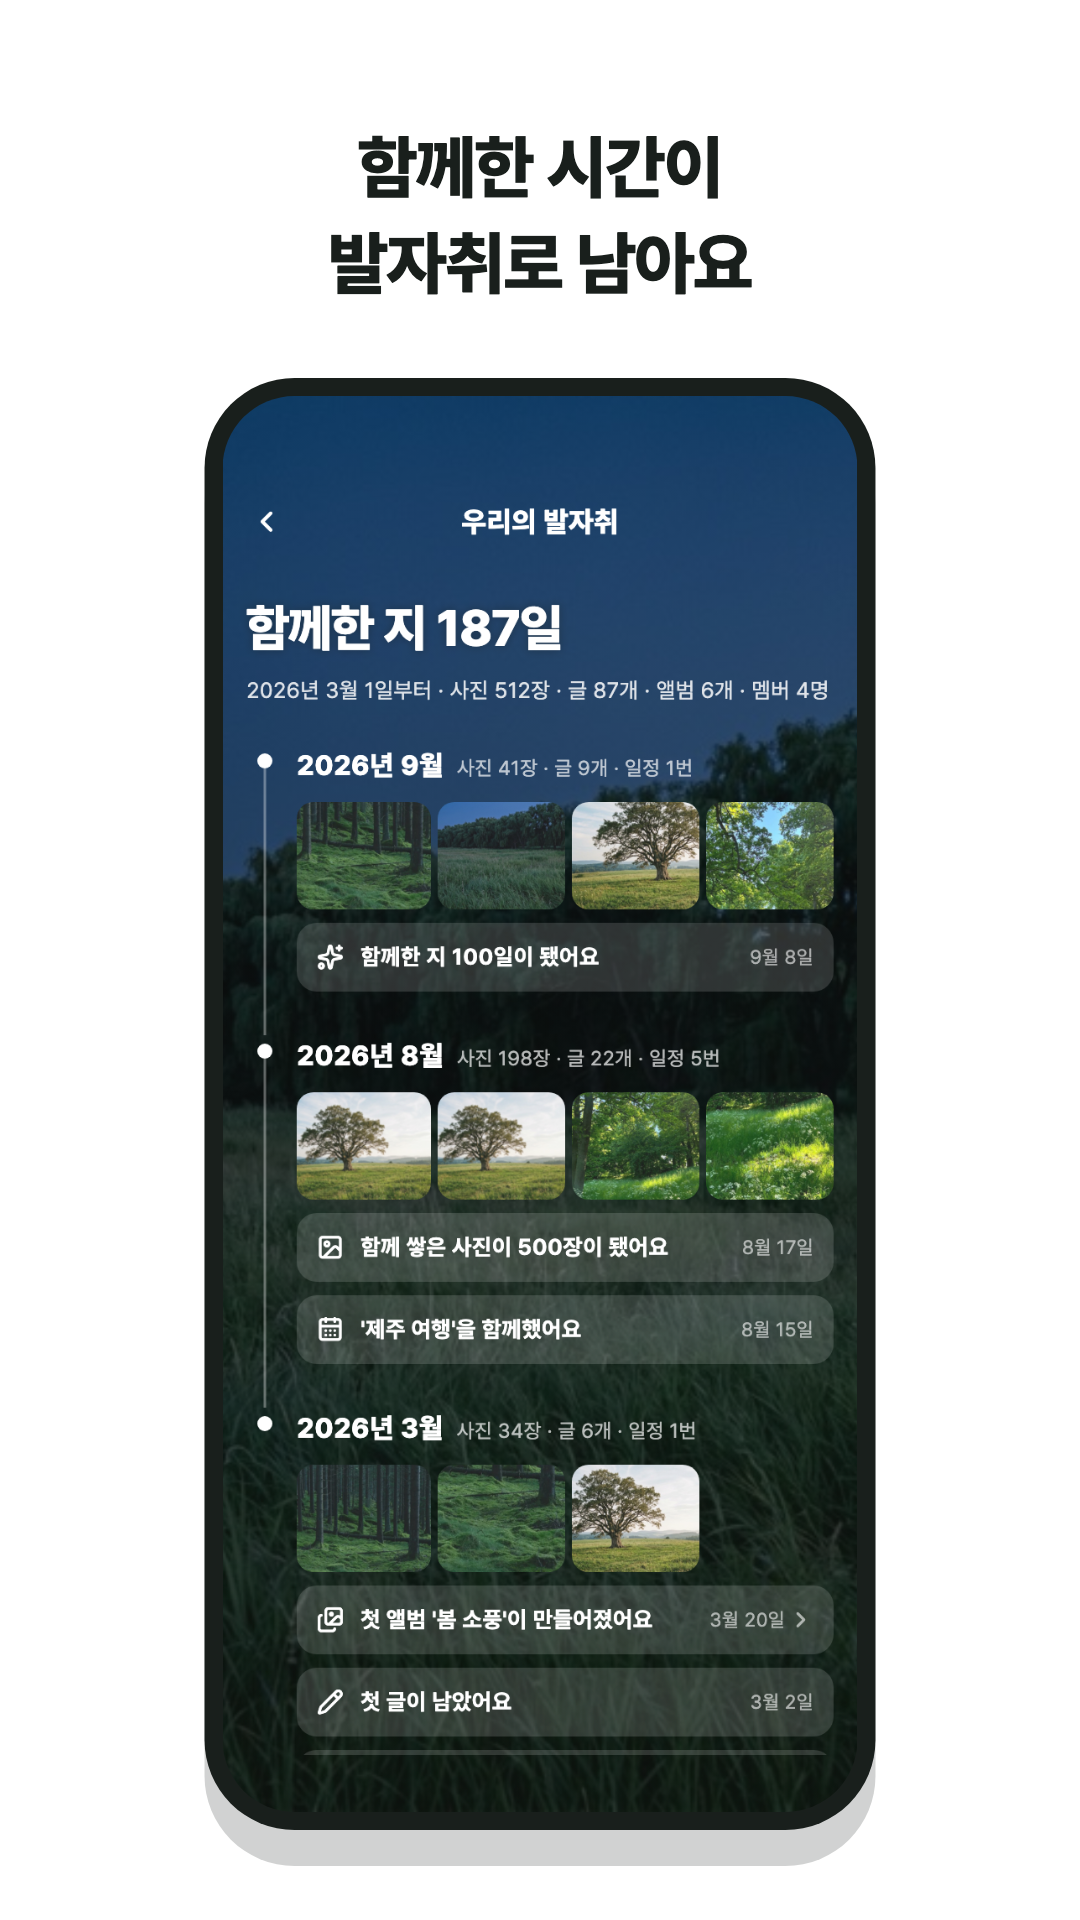 함께한 시간이
발자취로 남아요
우리의 발자취
함께한 지 187일
2026년 3월 1일부터 · 사진 512장 · 글 87개 · 앨범 6개 · 멤버 4명
2026년 9월 사진 41장 · 글 9개 · 일정 1번
함께한 지 100일이 됐어요 9월 8일
2026년 8월 사진 198장 · 글 22개 · 일정 5번
함께 쌓은 사진이 500장이 됐어요 8월 17일
'제주 여행'을 함께했어요 8월 15일
2026년 3월 사진 34장 · 글 6개 · 일정 1번
첫 앨범 '봄 소풍'이 만들어졌어요 3월 20일
첫 글이 남았어요 3월 2일